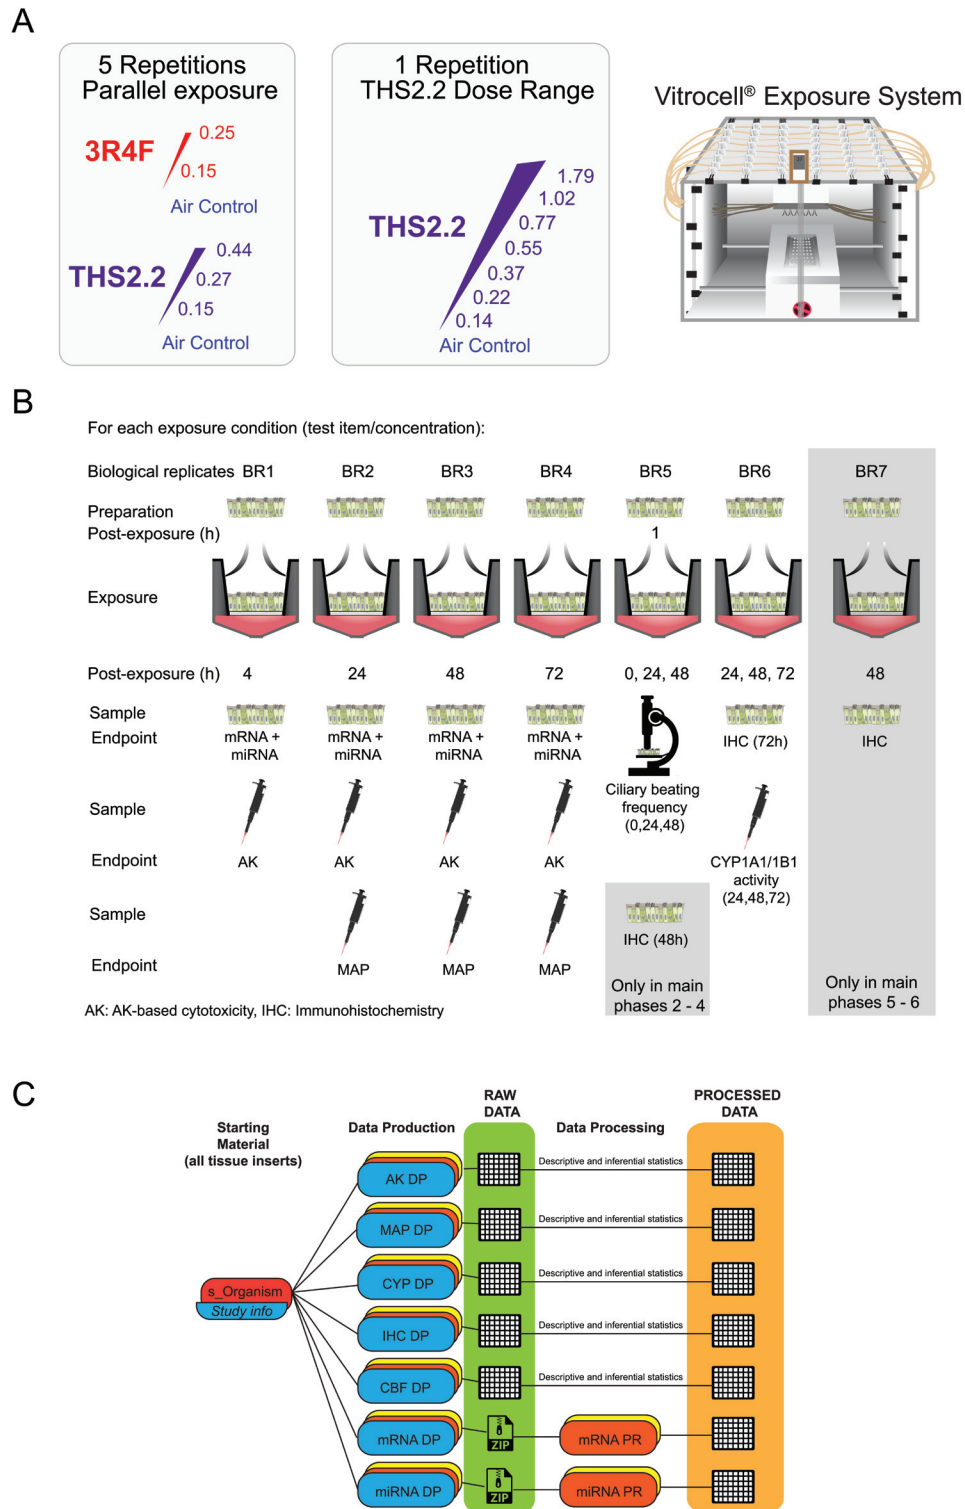 A
5 Repetitions
Parallel exposure
3R4F
0.25
0.15
Air Control
THS2.2
0.44
0.27
0.15
Air Control
1 Repetition
THS2.2 Dose Range
THS2.2
1.79
1.02
0.77
0.55
0.37
0.22
0.14
Air Control
Vitrocell® Exposure System
B
For each exposure condition (test item/concentration):
Biological replicates BR1 BR2 BR3 BR4 BR5 BR6 BR7
Preparation
Post-exposure (h) 1
Exposure
Post-exposure (h) 4 24 48 72 0, 24, 48 24, 48, 72 48
Sample
Endpoint mRNA + miRNA mRNA + miRNA mRNA + miRNA mRNA + miRNA IHC (72h) IHC
Ciliary beating
frequency
(0,24,48)
Sample
Endpoint AK AK AK AK CYP1A1/1B1
activity
(24,48,72)
Sample
IHC (48h)
Endpoint MAP MAP MAP
Only in main
phases 2 - 4
Only in main
phases 5 - 6
AK: AK-based cytotoxicity, IHC: Immunohistochemistry
C
Starting
Material
(all tissue inserts)
Data Production
RAW
DATA
Data Processing
PROCESSED
DATA
s_Organism
Study info
AK DP Descriptive and inferential statistics
MAP DP Descriptive and inferential statistics
CYP DP Descriptive and inferential statistics
IHC DP Descriptive and inferential statistics
CBF DP Descriptive and inferential statistics
mRNA DP ZIP mRNA PR
miRNA DP ZIP miRNA PR